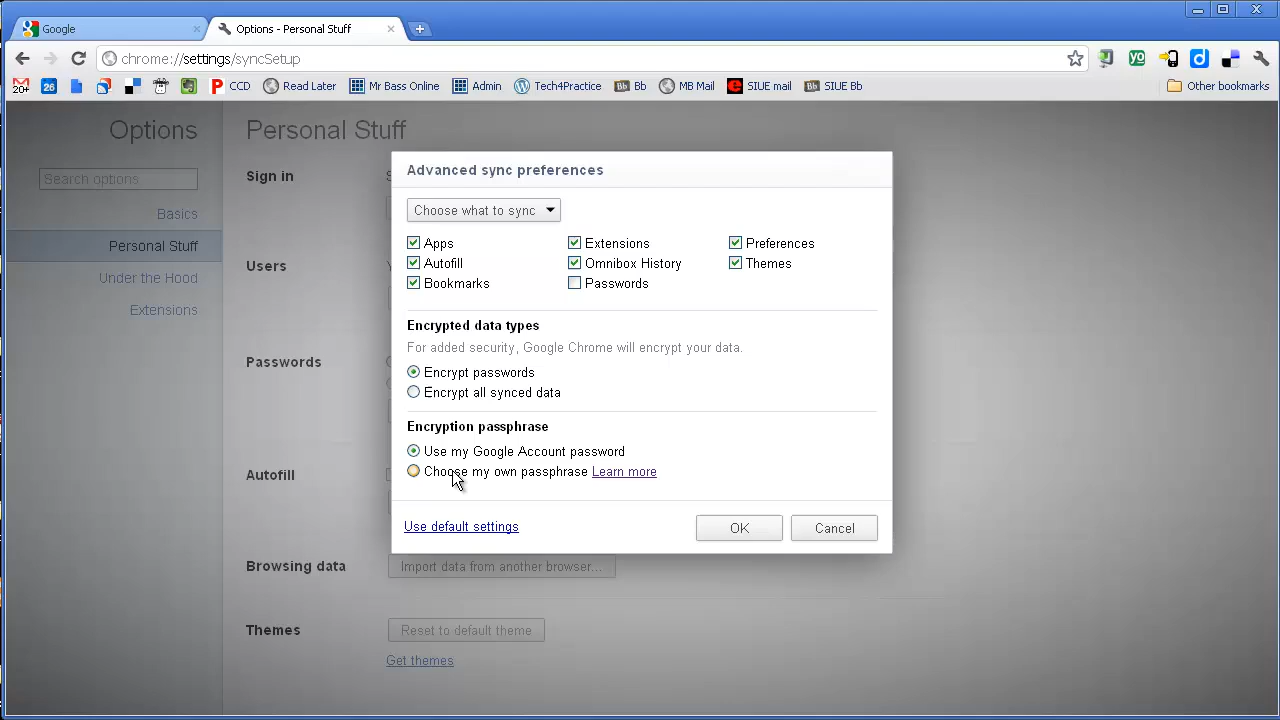 Google
Options - Personal Stuff
chrome://settings/syncSetup
20+ 26 CCD Read Later Mr Bass Online Admin Tech4Practice Bb Bb MB Mail SIUE mail Bb SIUE Bb Other bookmarks
Options
Search options
Basics
Personal Stuff
Under the Hood
Extensions
Personal Stuff
Sign in
Users
Passwords
Autofill
Browsing data
Import data from another browser...
Themes
Reset to default theme
Get themes
Advanced sync preferences
Choose what to sync
Apps Extensions Preferences
Autofill Omnibox History Themes
Bookmarks Passwords
Encrypted data types
For added security, Google Chrome will encrypt your data.
Encrypt passwords
Encrypt all synced data
Encryption passphrase
Use my Google Account password
Choose my own passphrase Learn more
Use default settings
OK
Cancel